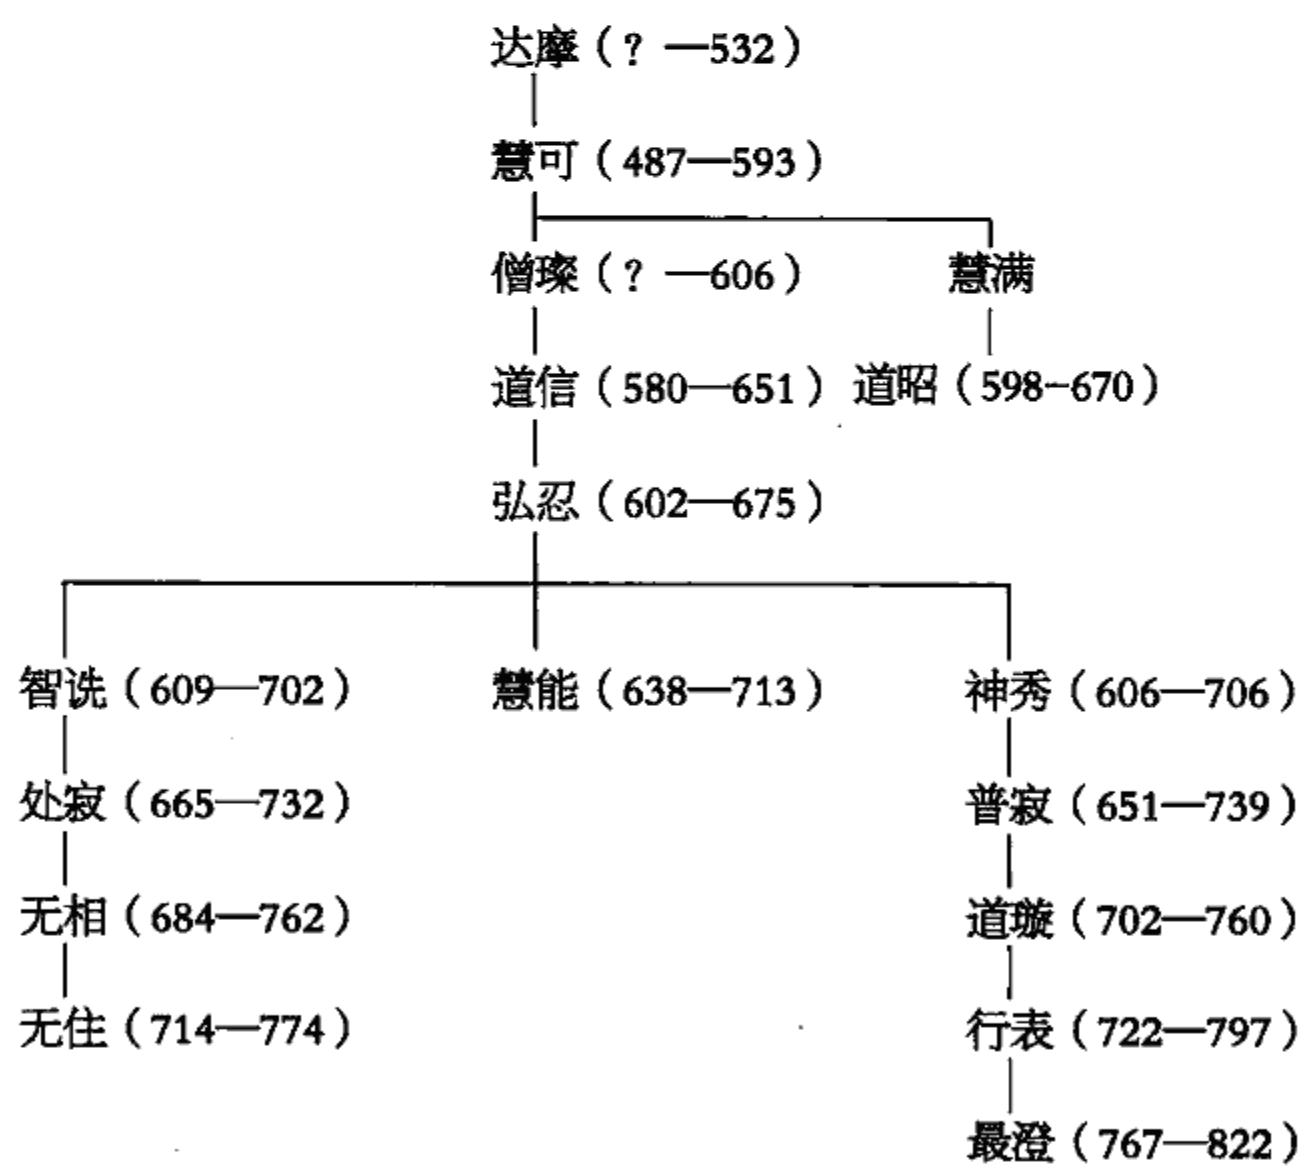 达摩（？—532）
慧可（487—593）
僧璨（？—606） 慧满
道信（580—651） 道昭（598-670）
弘忍（602—675）
智诜（609—702） 慧能（638—713） 神秀（606—706）
处寂（665—732） 普寂（651—739）
无相（684—762） 道璇（702—760）
无住（714—774） 行表（722—797）
最澄（767—822）